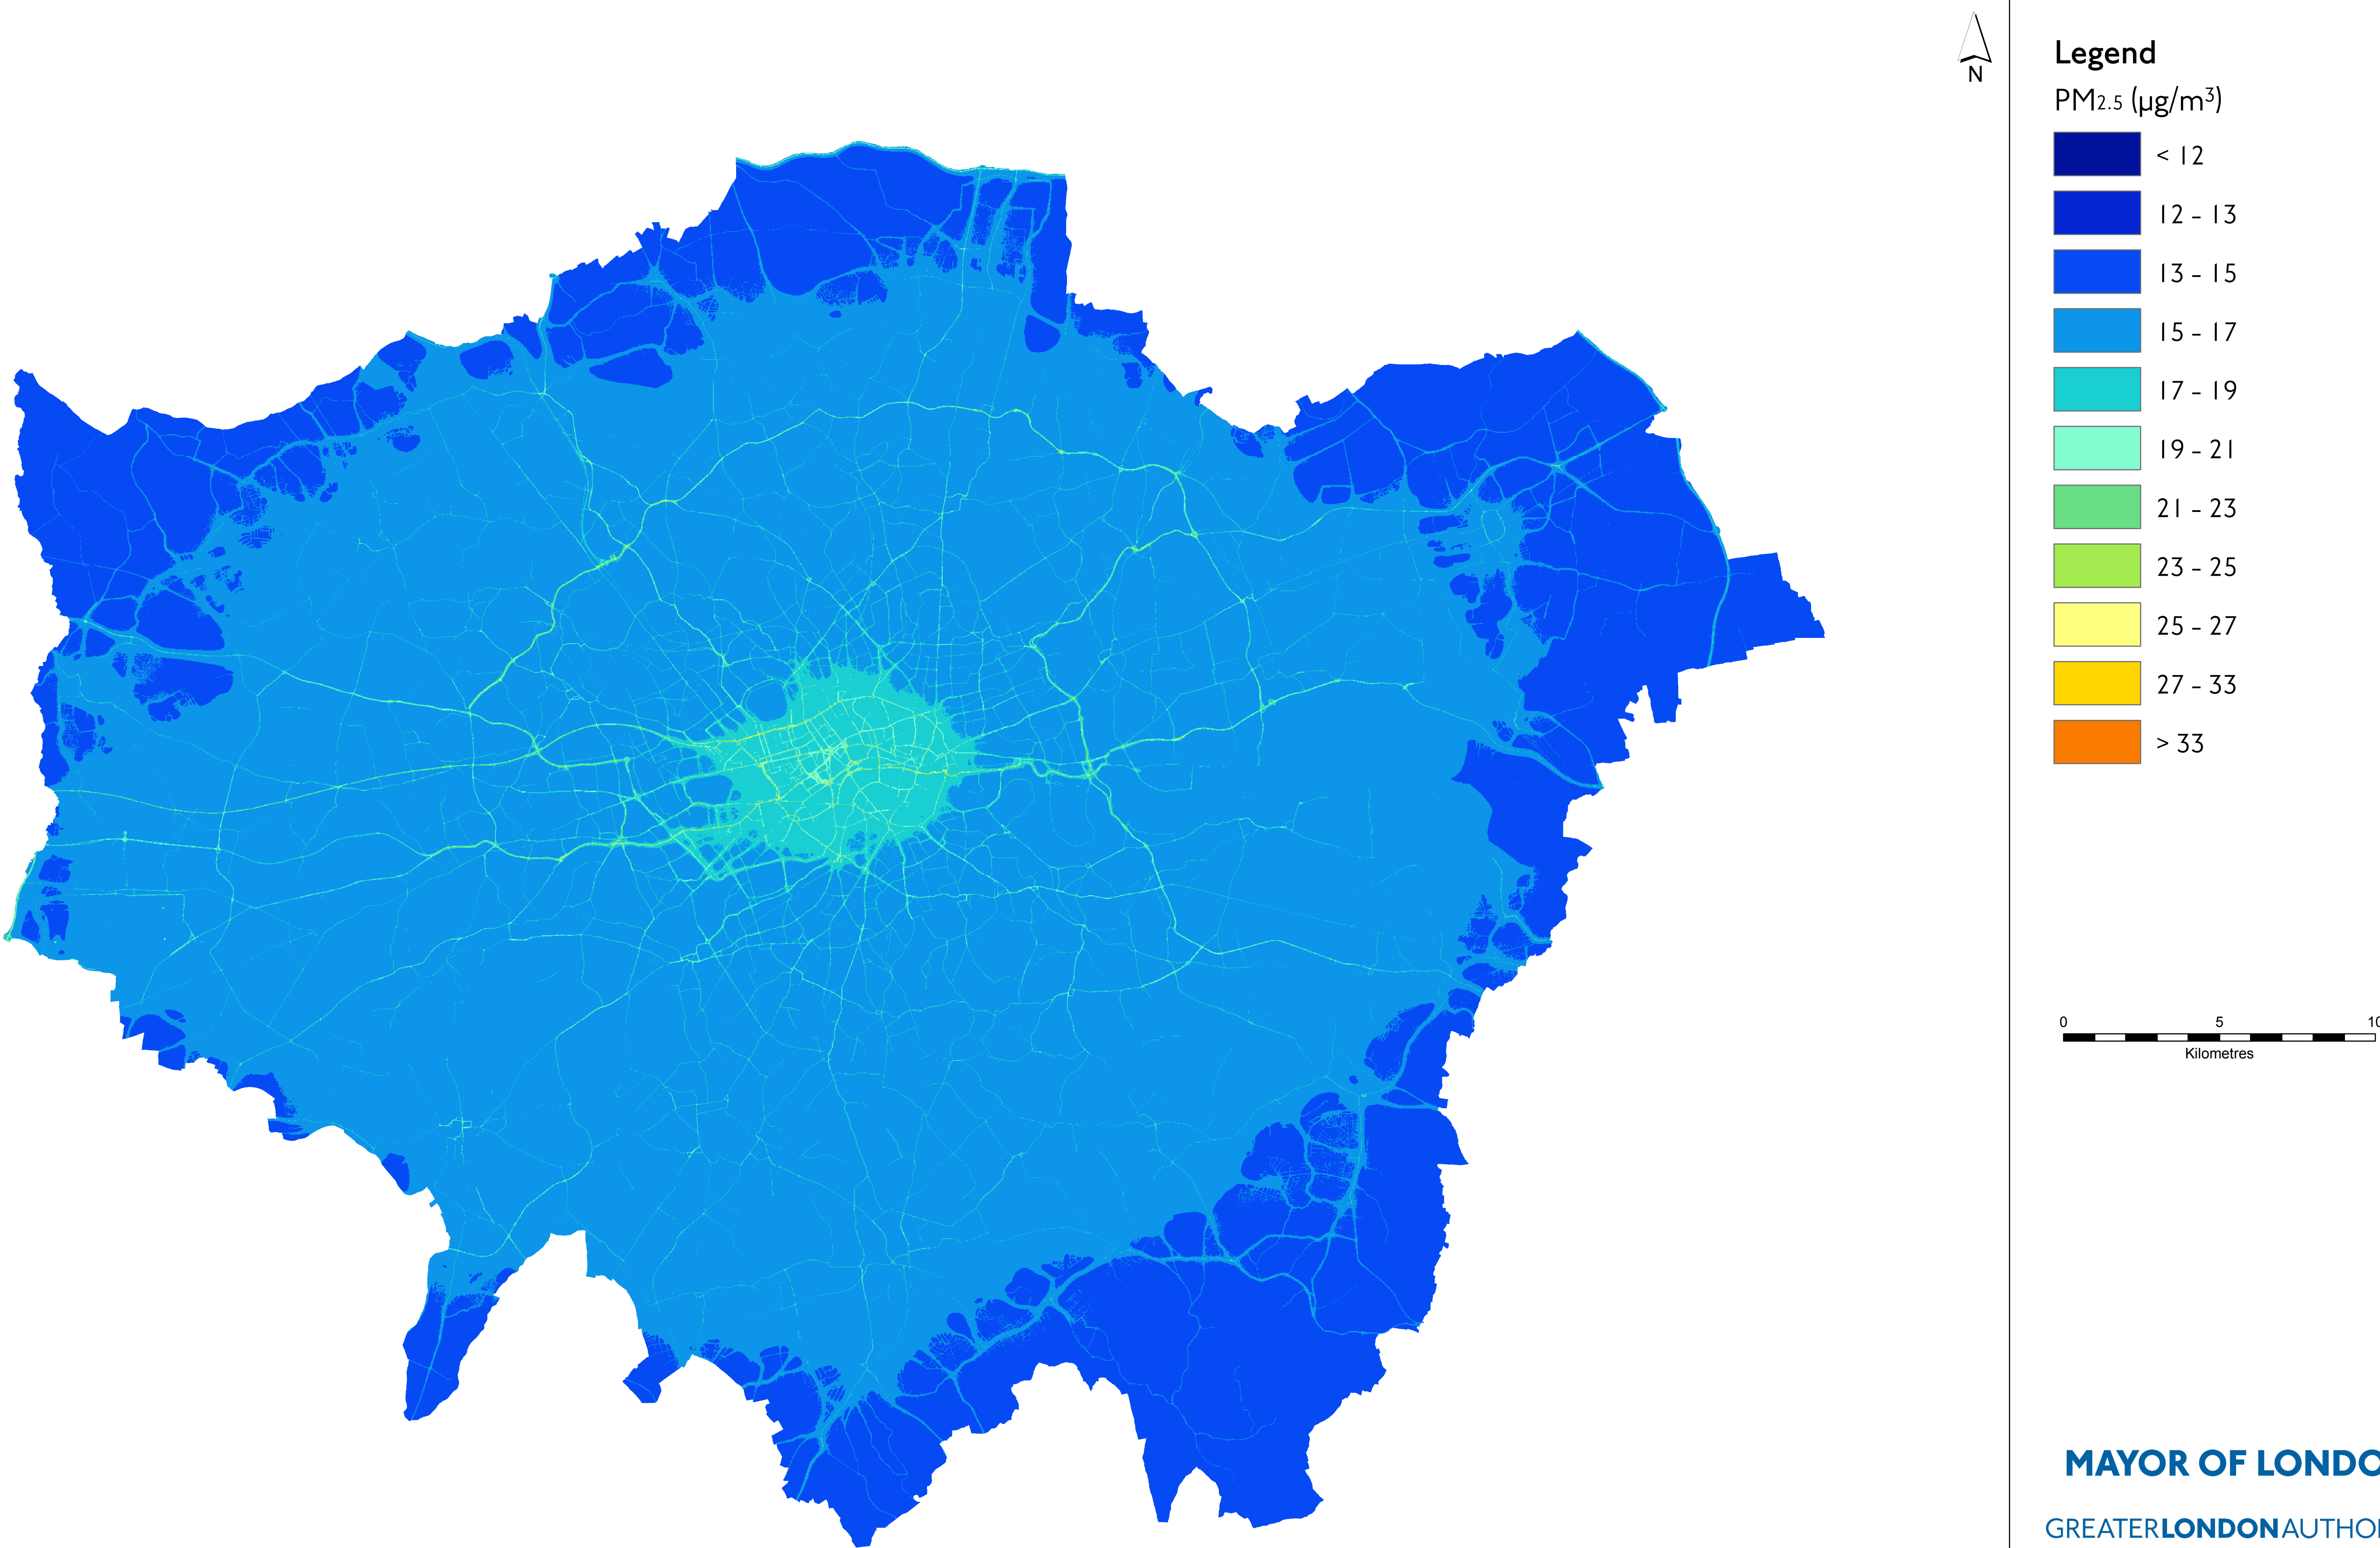 N
Legend
PM2.5 (µg/m³)
< 12
12 - 13
13 - 15
15 - 17
17 - 19
19 - 21
21 - 23
23 - 25
25 - 27
27 - 33
> 33
0 5 10
Kilometres
MAYOR OF LONDO
GREATERLONDONAUTHO